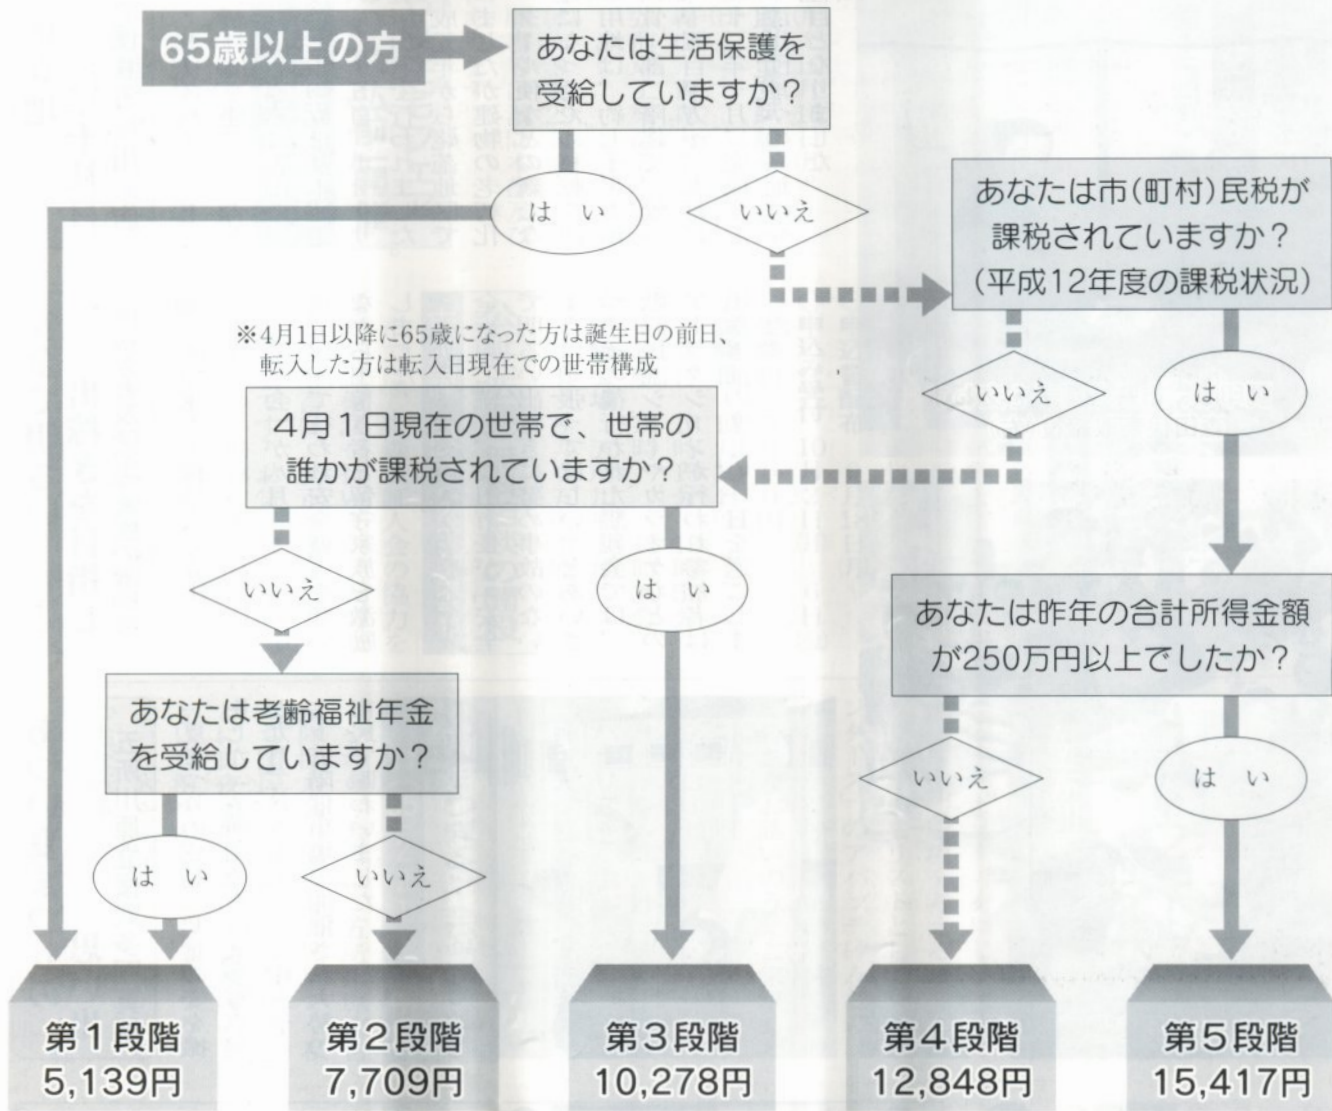 65歳以上の方
あなたは生活保護を
受給していますか？
は　い
いいえ
あなたは市(町村)民税が
課税されていますか？
(平成12年度の課税状況)
※4月1日以降に65歳になった方は誕生日の前日、
転入した方は転入日現在での世帯構成
いいえ
は　い
4月1日現在の世帯で、世帯の
誰かが課税されていますか？
いいえ
は　い
あなたは昨年の合計所得金額
が250万円以上でしたか？
あなたは老齢福祉年金
を受給していますか？
いいえ
は　い
は　い
いいえ
第1段階
5,139円
第2段階
7,709円
第3段階
10,278円
第4段階
12,848円
第5段階
15,417円